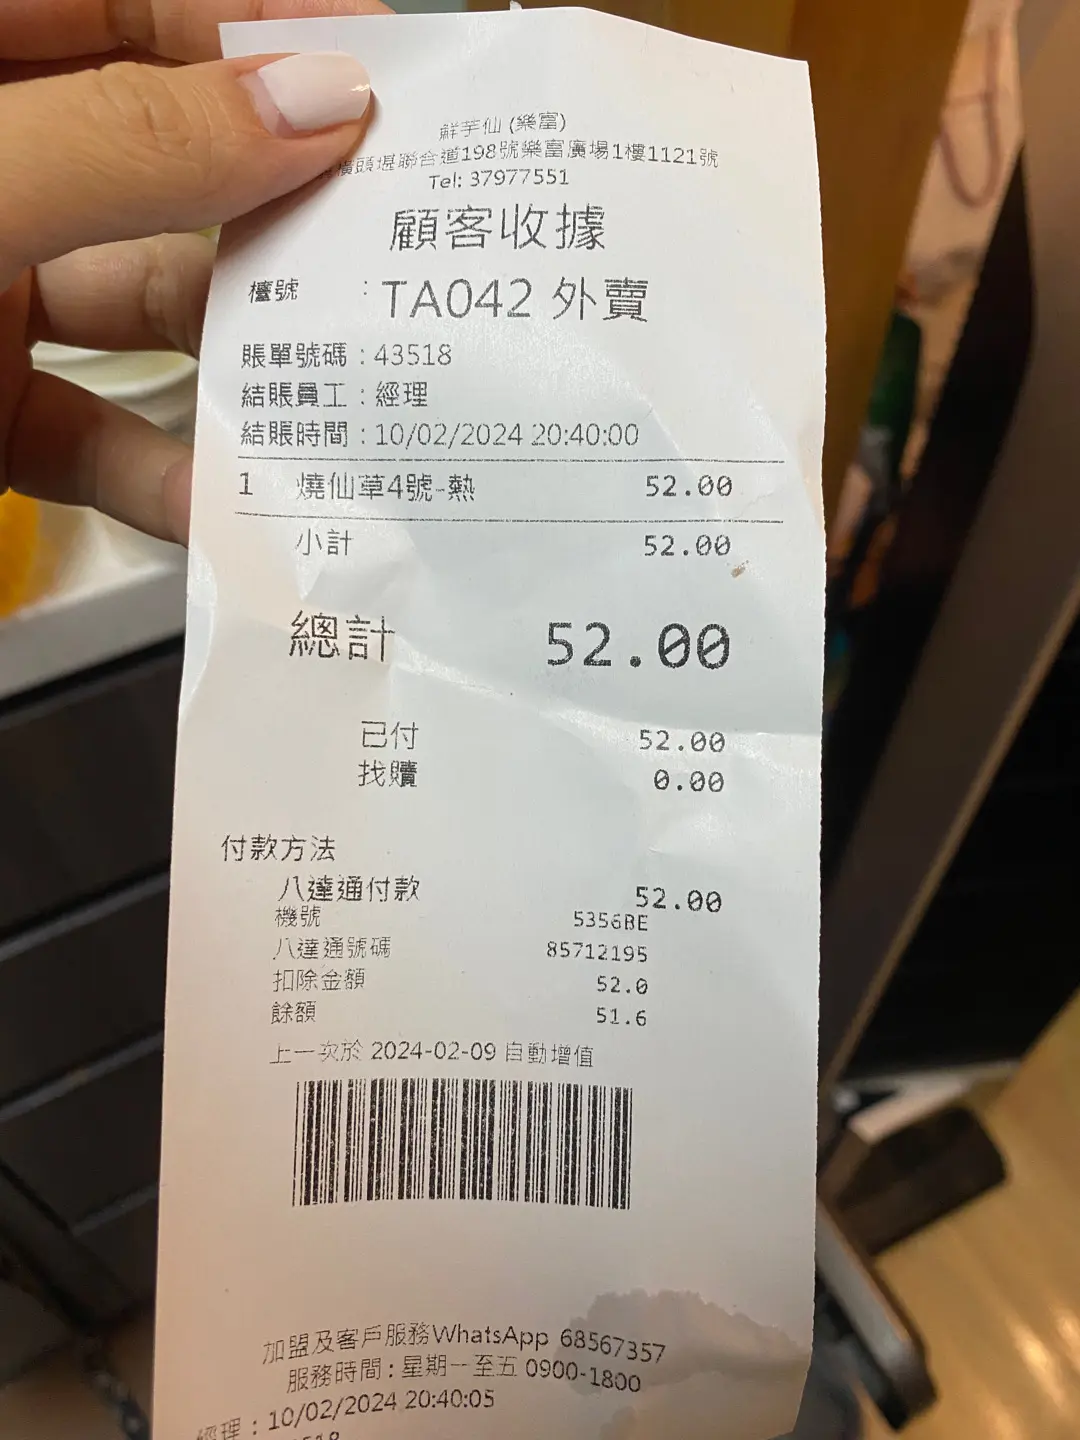 鮮芋仙 (樂富)
橫頭墈聯合道198號樂富廣場1樓1121號
Tel: 37977551
顧客收據
檯號 : TA042 外賣
賬單號碼 : 43518
結賬員工 : 經理
結賬時間 : 10/02/2024 20:40:00
1 燒仙草4號-熱 52.00
小計 52.00
總計 52.00
已付 52.00
找贖 0.00
付款方法
八達通付款 52.00
機號 5356BE
八達通號碼 85712195
扣除金額 52.0
餘額 51.6
上一次於 2024-02-09 自動增值
加盟及客戶服務WhatsApp 68567357
服務時間 : 星期一至五 0900-1800
經理 : 10/02/2024 20:40:05